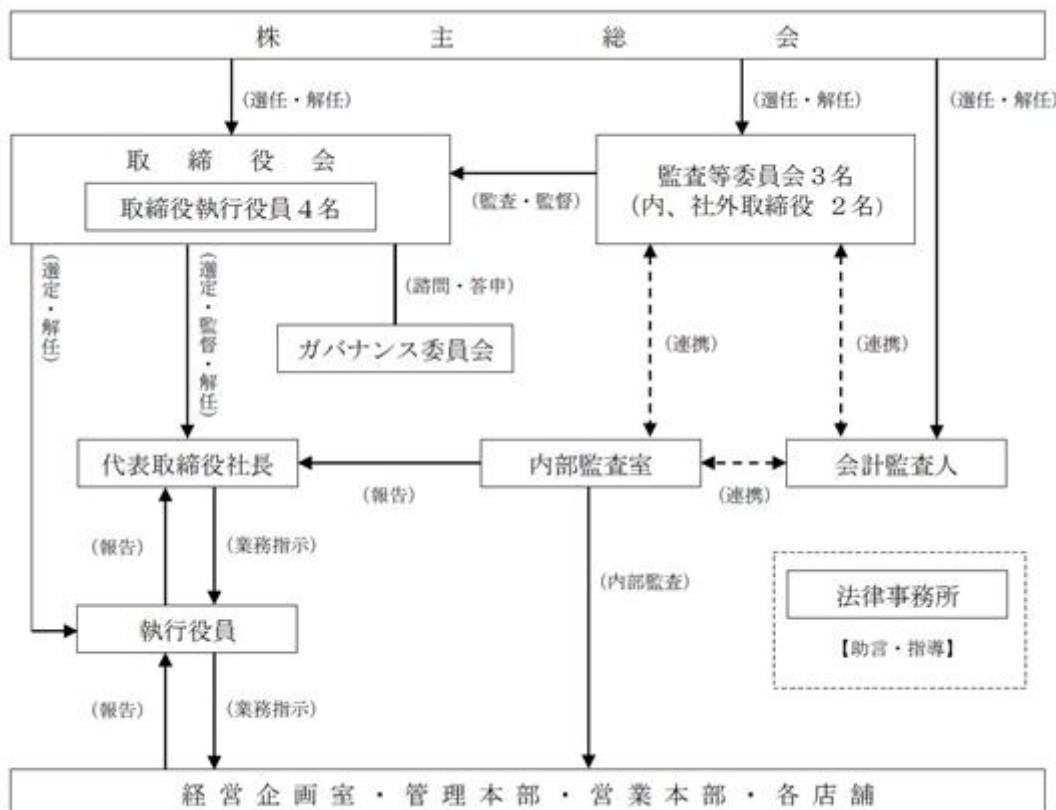 株主総会
(選任・解任)
(選任・解任)
(選任・解任)
取締役会
取締役執行役員4名
(監査・監督)
監査等委員会3名
(内、社外取締役 2名)
(選定・解任)
(選定・監督・解任)
(諮問・答申)
ガバナンス委員会
(連携)
(連携)
代表取締役社長
(報告)
内部監査室
(連携)
会計監査人
(報告)
(業務指示)
(内部監査)
執行役員
法律事務所
【助言・指導】
(報告)
(業務指示)
経営企画室・管理本部・営業本部・各店舗